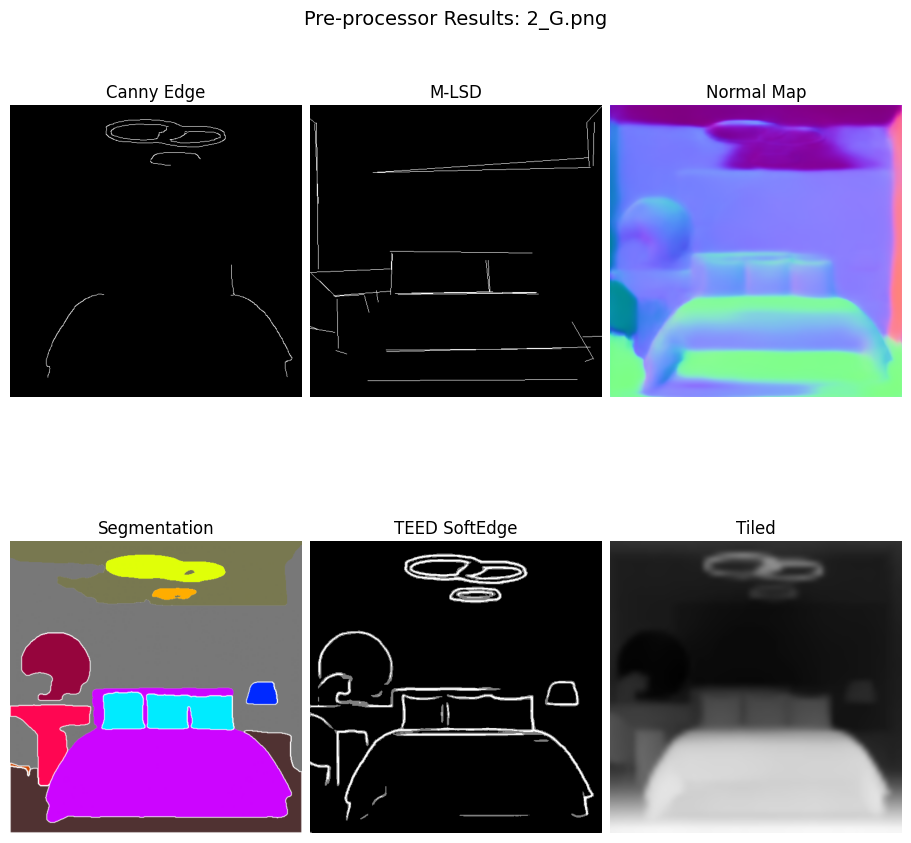 Pre-processor Results: 2_G.png
Canny Edge
M-LSD
Normal Map
Segmentation
TEED SoftEdge
Tiled